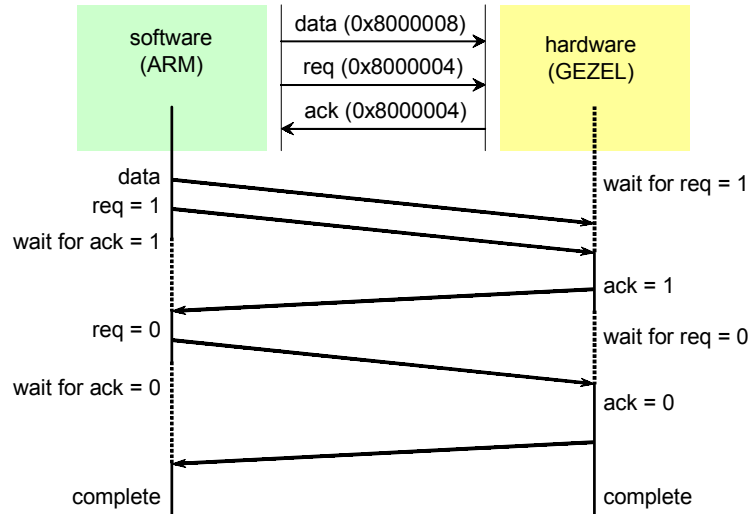 software
(ARM)
data (0x8000008)
req (0x8000004)
ack (0x8000004)
hardware
(GEZEL)
data
wait for req = 1
req = 1
wait for ack = 1
ack = 1
req = 0
wait for req = 0
wait for ack = 0
ack = 0
complete
complete